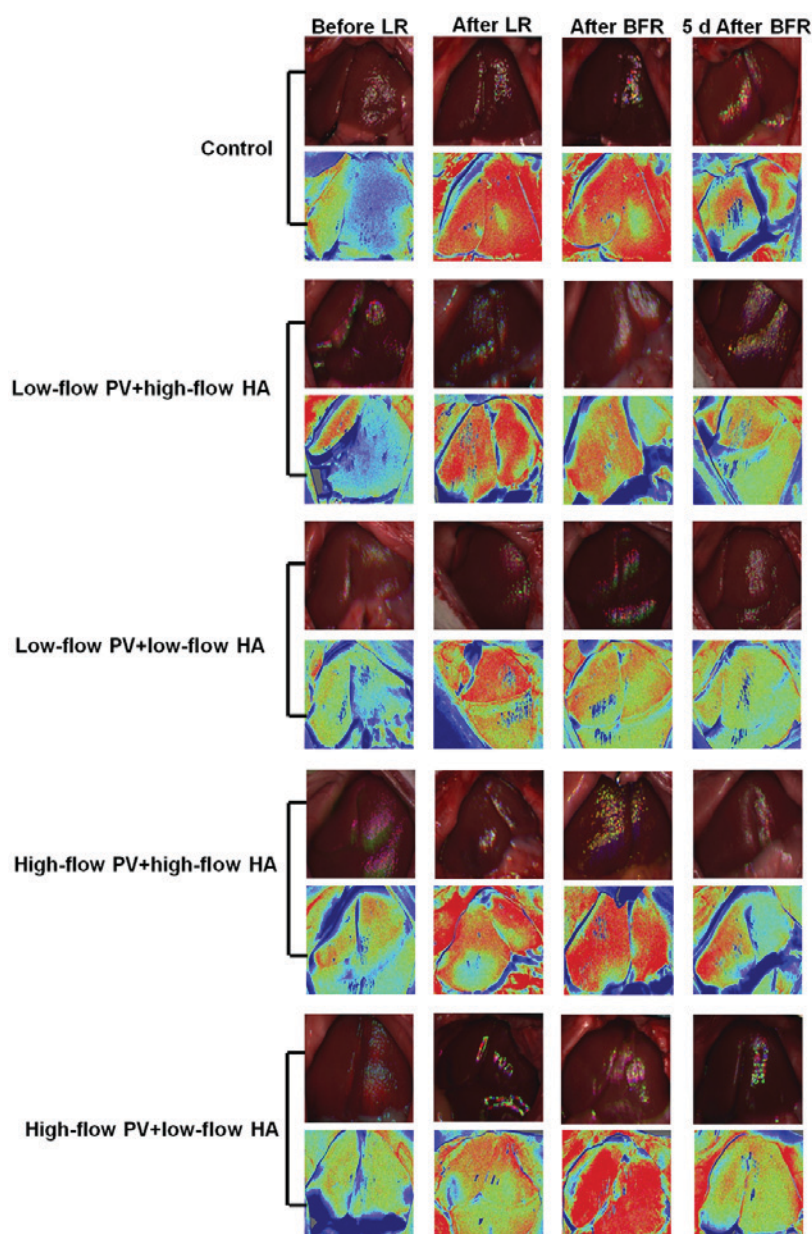 Before LR After LR After BFR 5 d After BFR
Control
Low-flow PV+high-flow HA
Low-flow PV+low-flow HA
High-flow PV+high-flow HA
High-flow PV+low-flow HA